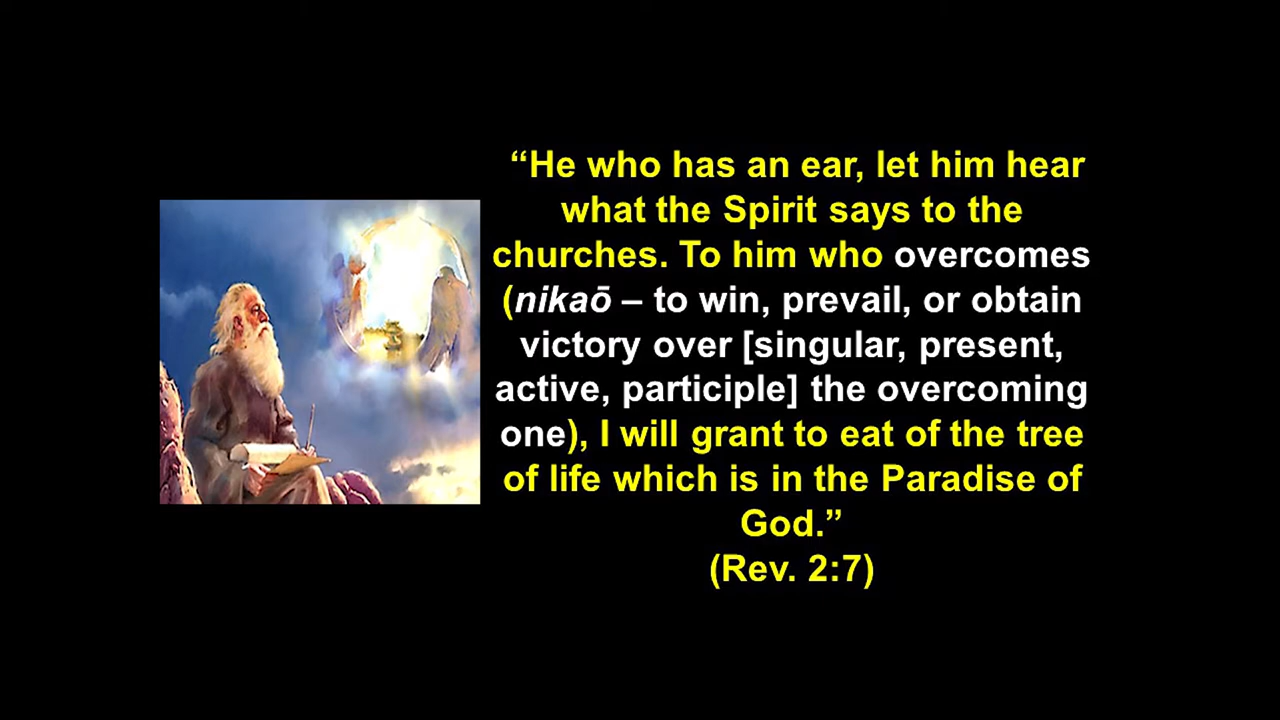 “He who has an ear, let him hear
what the Spirit says to the
churches. To him who overcomes
(nikaō – to win, prevail, or obtain
victory over [singular, present,
active, participle] the overcoming
one), I will grant to eat of the tree
of life which is in the Paradise of
God.”
(Rev. 2:7)